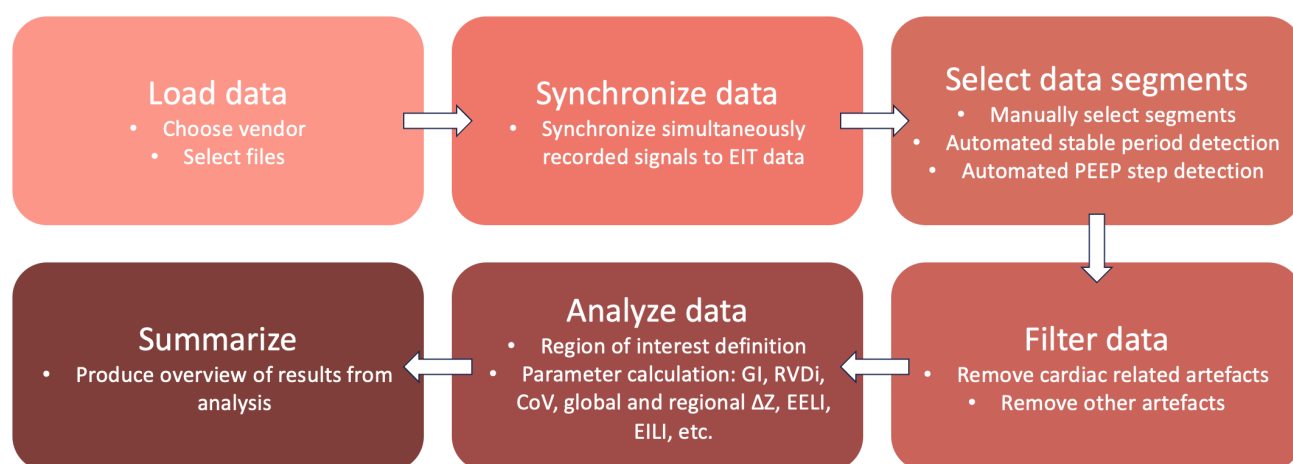 Load data
• Choose vendor
• Select files
Synchronize data
• Synchronize simultaneously
recorded signals to EIT data
Select data segments
• Manually select segments
• Automated stable period detection
• Automated PEEP step detection
Filter data
• Remove cardiac related artefacts
• Remove other artefacts
Analyze data
• Region of interest definition
• Parameter calculation: GI, RVDi,
CoV, global and regional ΔZ, EELI,
EILI, etc.
Summarize
• Produce overview of results from
analysis